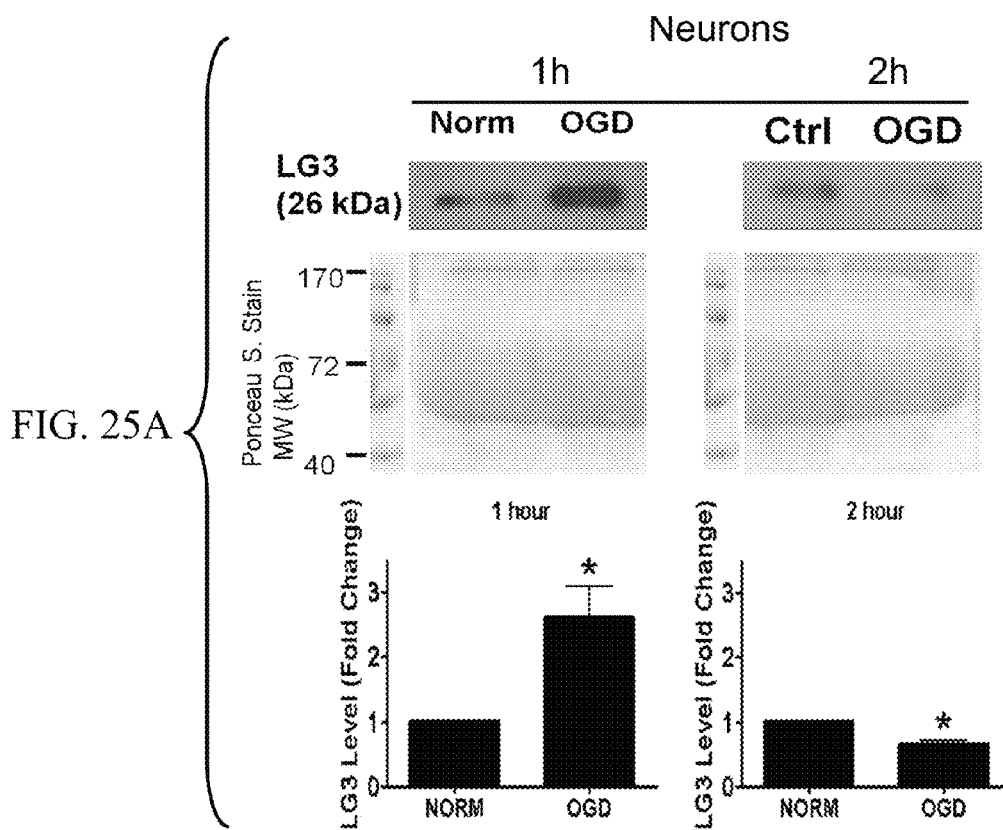 Neurons
1h 2h
Norm OGD Ctrl OGD
LG3
(26 kDa)
Ponceau S. Stain
MW (kDa)
170
72
40
FIG. 25A
1 hour
LG3 Level (Fold Change)
3
2
1
0
*
NORM OGD
2 hour
LG3 Level (Fold Change)
3
2
1
0
*
NORM OGD